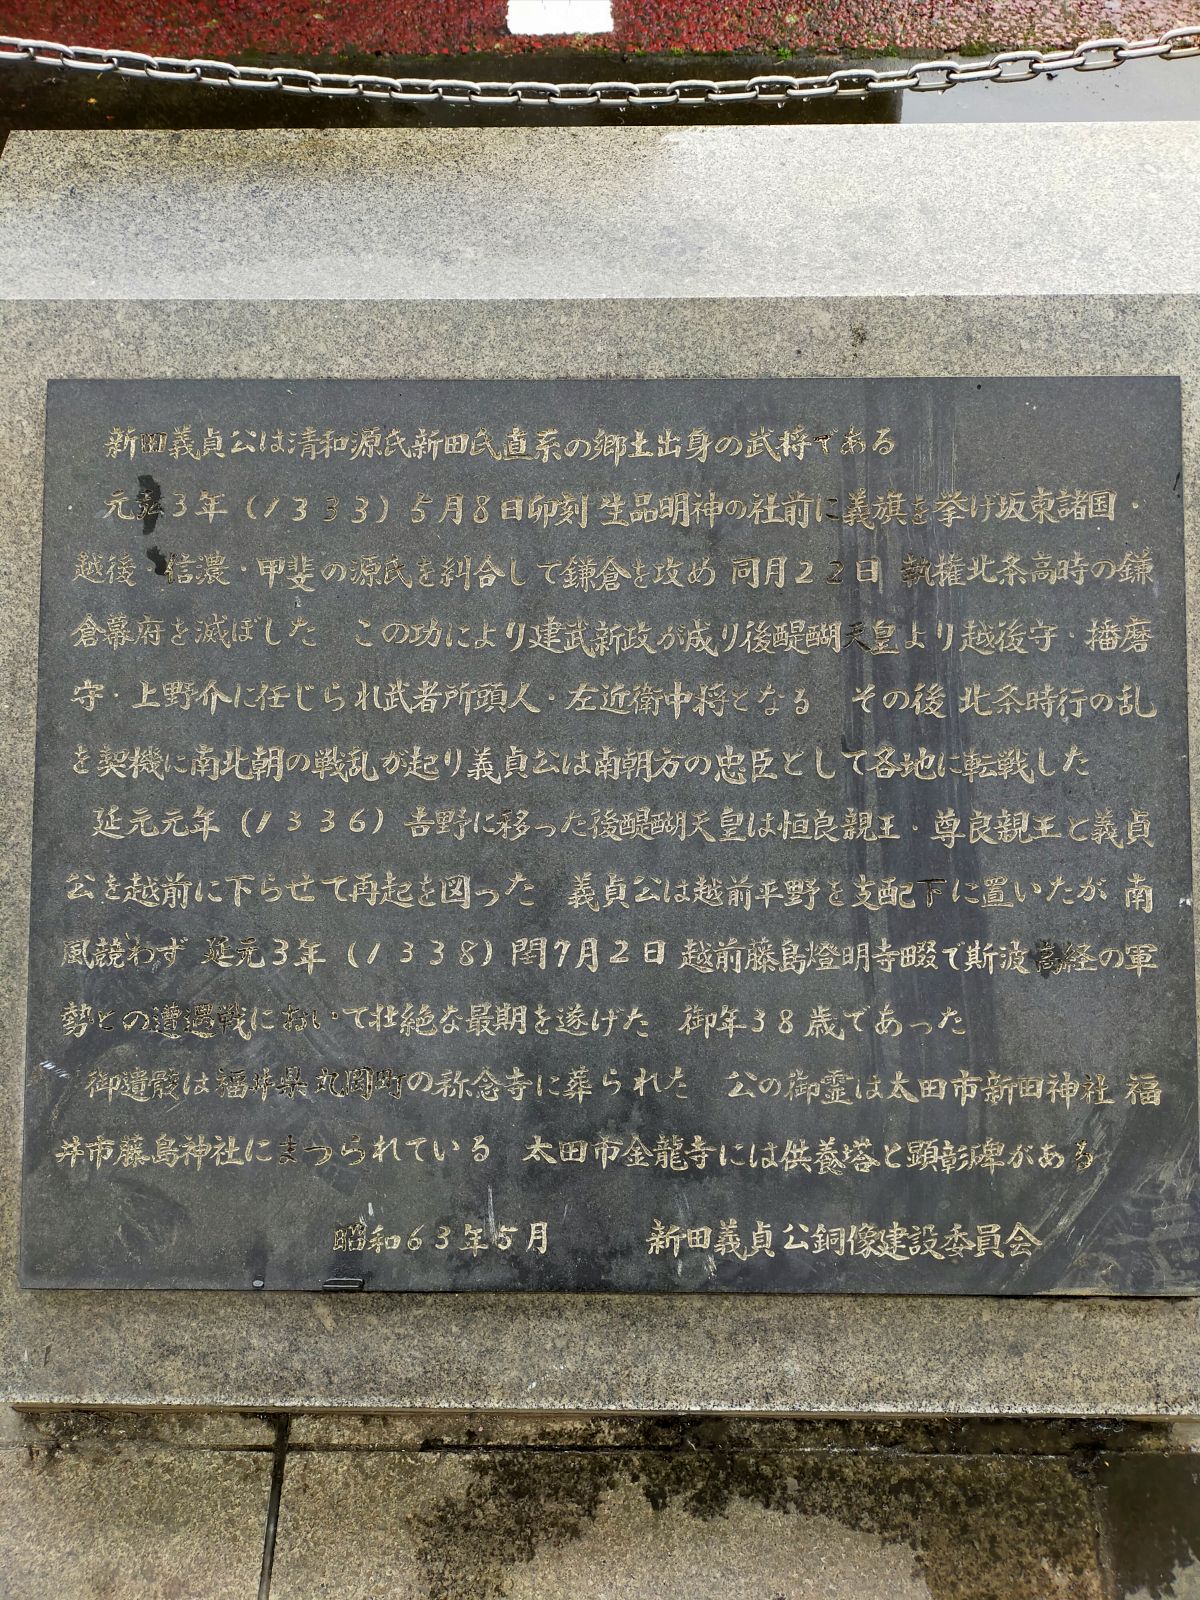 新田義貞公は清和源氏新田氏直系の郷土出身の武将である
元弘3年(1333)5月8日卯刻 生品明神の社前に義旗を挙げ坂東諸国・
越後 信濃・甲斐の源氏を糾合して鎌倉を攻め 同月22日 執権北条高時の鎌
倉幕府を滅ぼした この功により建武新政が成り後醍醐天皇より越後守・播磨
守・上野介に任じられ武者所頭人・左近衛中将となる その後 北条時行の乱
を契機に南北朝の戦乱が起り義貞公は南朝方の忠臣として各地に転戦した
延元元年(1336)吉野に移った後醍醐天皇は恒良親王・尊良親王と義貞
公を越前に下らせて再起を図った 義貞公は越前平野を支配下に置いたが 南
風競わず 延元3年(1338)閏7月2日 越前藤島燈明寺畷で斯波高経の軍
勢との遭遇戦において壮絶な最期を遂げた 御年38歳であった
御遺骸は福井県丸岡町の称念寺に葬られた 公の御霊は太田市新田神社 福
井市藤島神社にまつられている 太田市金龍寺には供養塔と顕彰碑がある
昭和63年5月 新田義貞公銅像建設委員会